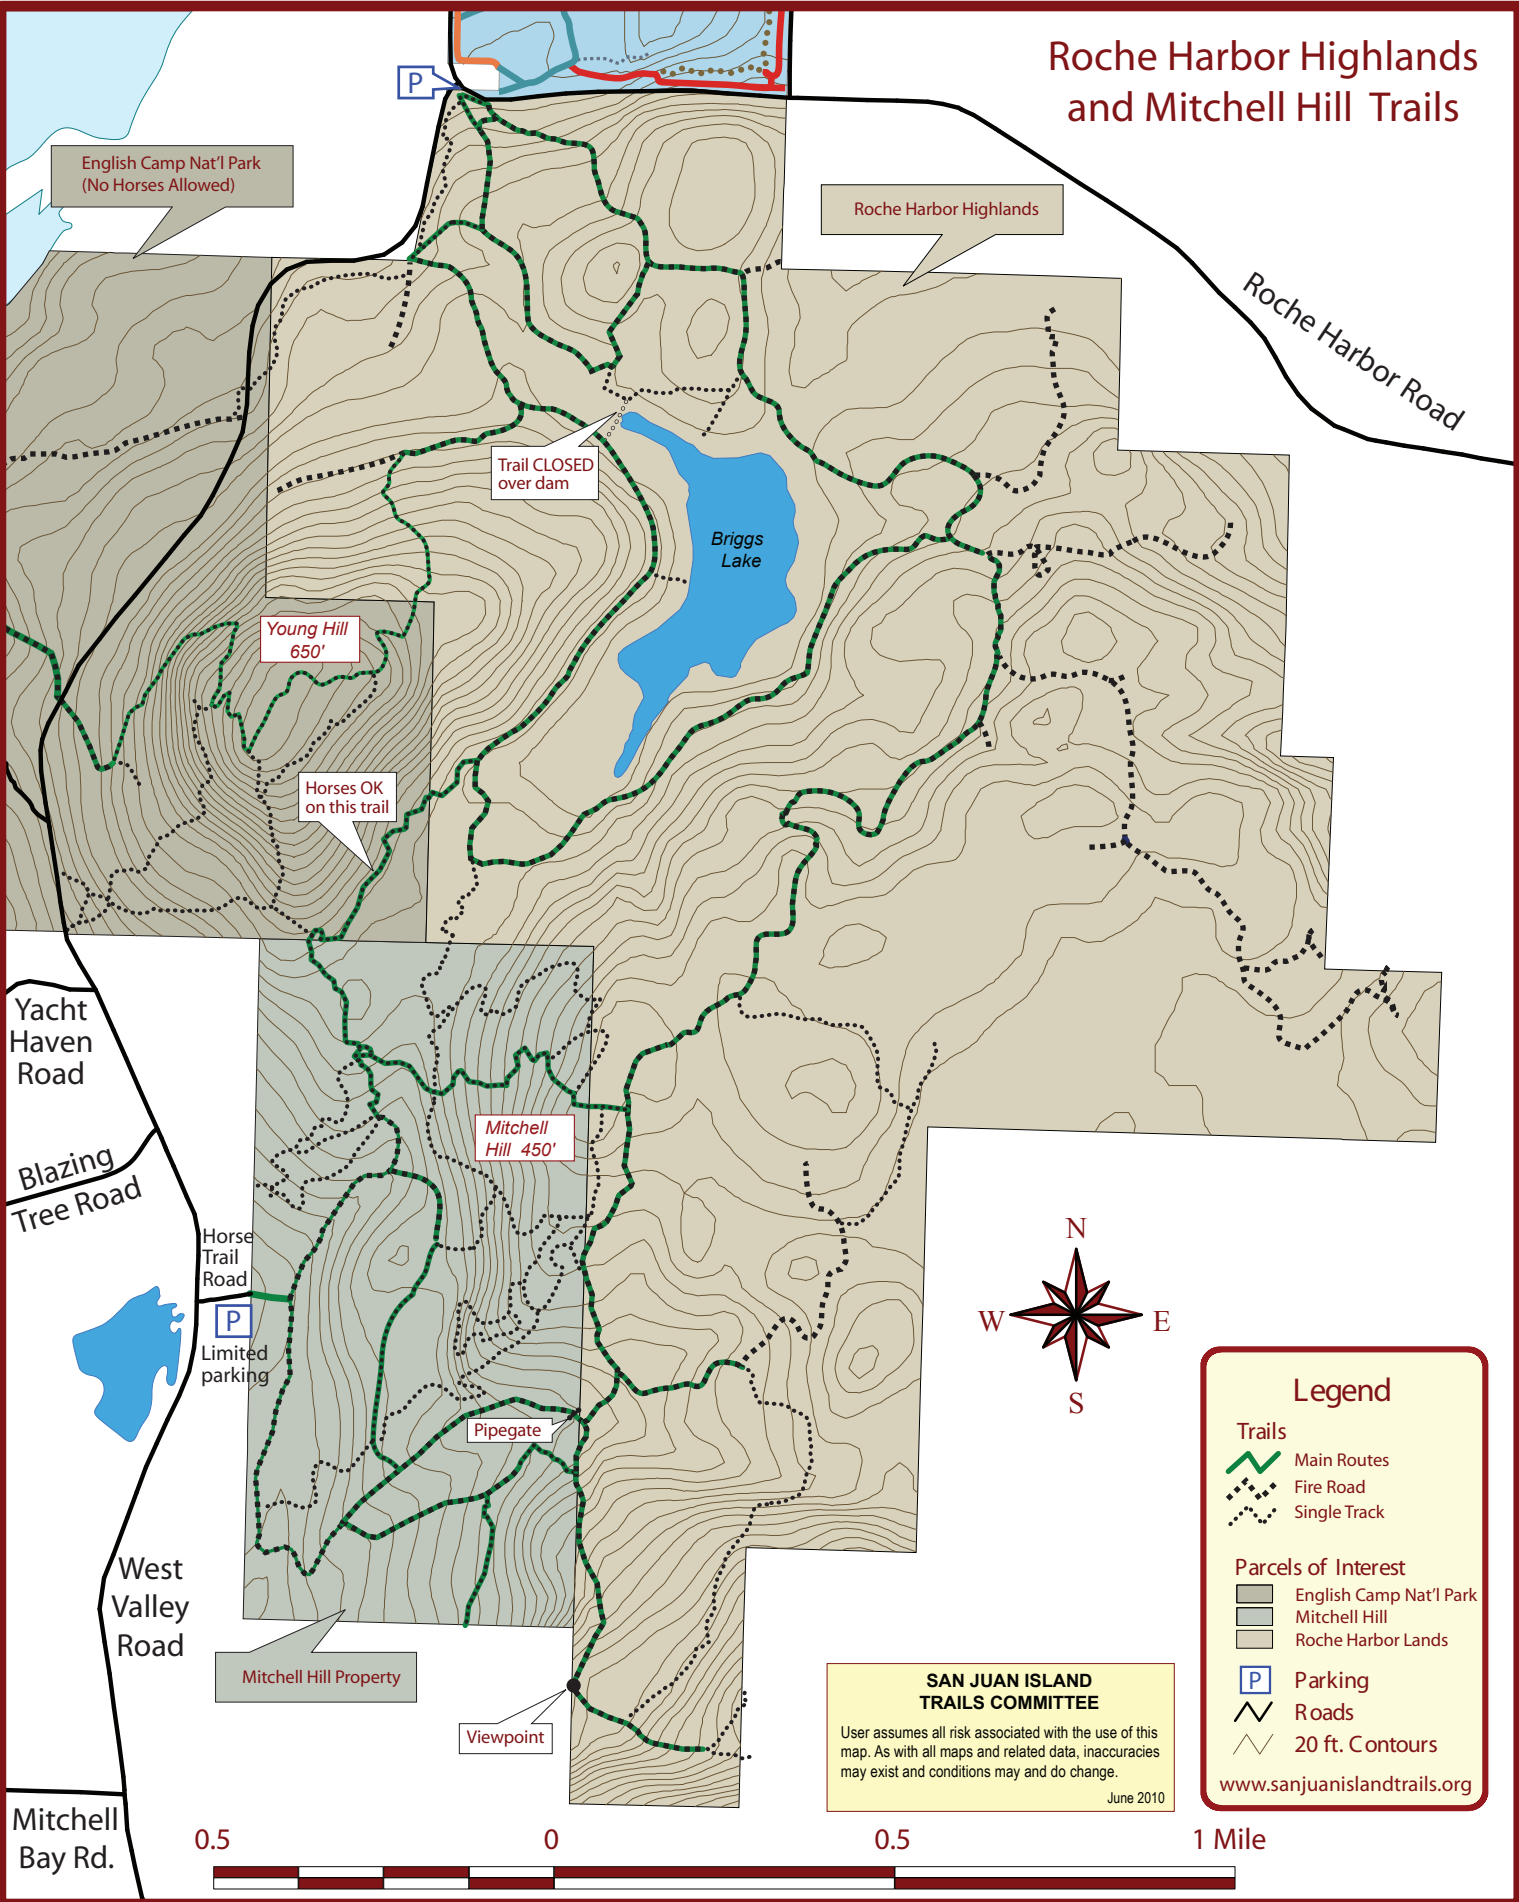 Roche Harbor Highlands
and Mitchell Hill Trails
P
English Camp Nat'l Park
(No Horses Allowed)
Roche Harbor Highlands
Roche Harbor Road
Trail CLOSED
over dam
Briggs
Lake
Young Hill
650'
Horses OK
on this trail
Yacht
Haven
Road
Blazing
Tree Road
Mitchell
Hill 450'
Horse
Trail
Road
P
Limited
parking
N
W
E
S
Pipegate
West
Valley
Road
Mitchell Hill Property
Viewpoint
Mitchell
Bay Rd.
SAN JUAN ISLAND
TRAILS COMMITTEE
User assumes all risk associated with the use of this
map. As with all maps and related data, inaccuracies
may exist and conditions may and do change.
June 2010
Legend
Trails
Main Routes
Fire Road
Single Track
Parcels of Interest
English Camp Nat'l Park
Mitchell Hill
Roche Harbor Lands
P Parking
Roads
20 ft. Contours
www.sanjuanislandtrails.org
0.5 0 0.5 1 Mile